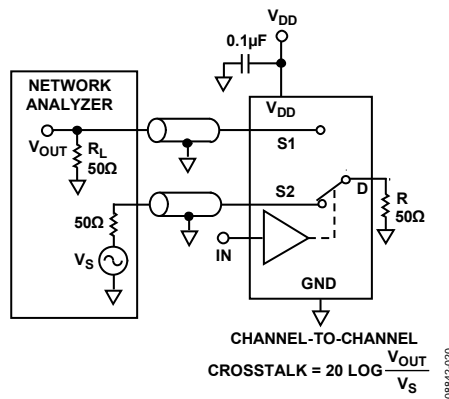 VDD
0.1µF
NETWORK
ANALYZER
VDD
VOUT
RL
50Ω
S1
50Ω
S2
D
R
50Ω
VS
IN
GND
CHANNEL-TO-CHANNEL
CROSSTALK = 20 LOG VOUT
VS
08842-020